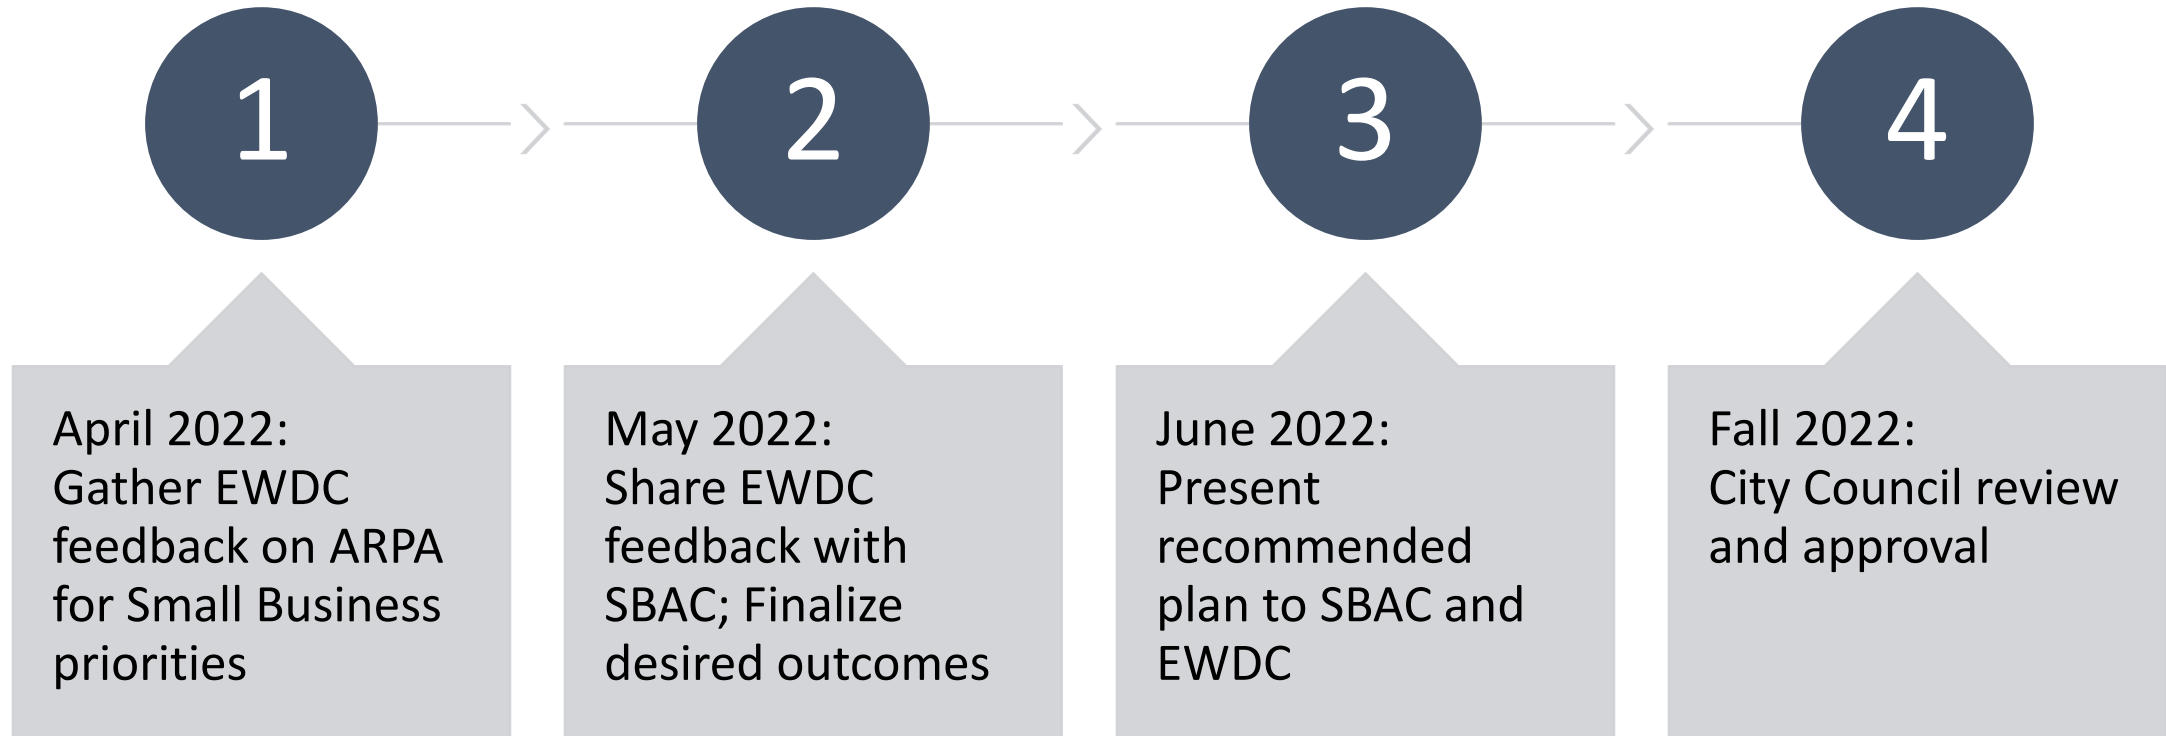 1
2
3
4
April 2022:
Gather EWDC
feedback on ARPA
for Small Business
priorities
May 2022:
Share EWDC
feedback with
SBAC; Finalize
desired outcomes
June 2022:
Present
recommended
plan to SBAC and
EWDC
Fall 2022:
City Council review
and approval